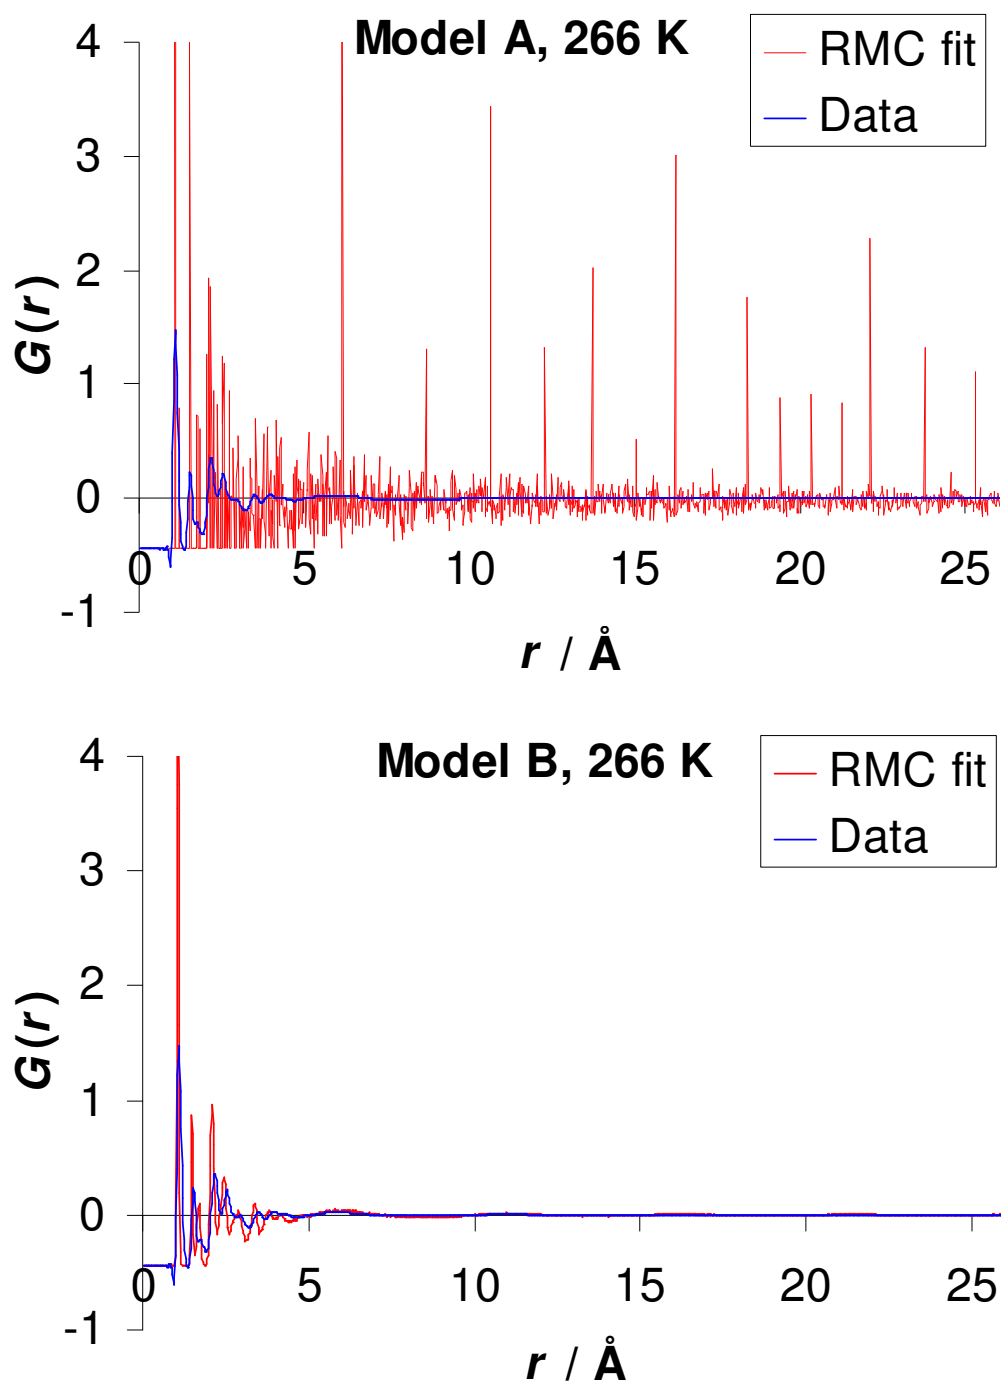 Model A, 266 K
RMC fit
Data
4
3
2
1
0
-1
G(r)
0 5 10 15 20 25
r / Å
Model B, 266 K
RMC fit
Data
4
3
2
1
0
-1
G(r)
0 5 10 15 20 25
r / Å